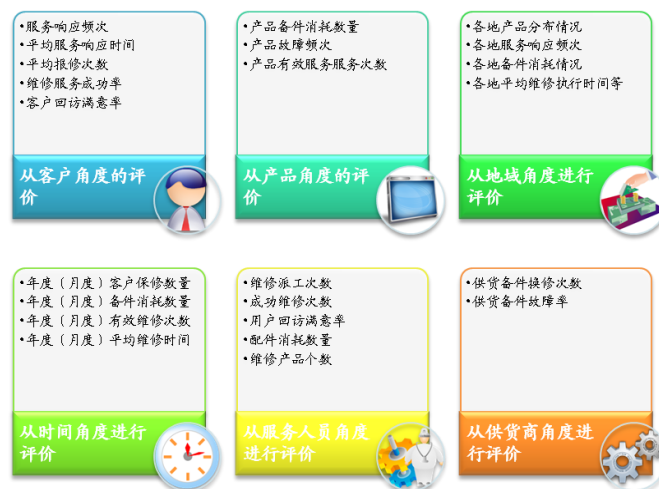 •服务响应频次
•平均服务响应时间
•平均报修次数
•维修服务成功率
•客户回访满意率
从客户角度的评
价
•产品备件消耗数量
•产品故障频次
•产品有效服务服务次数
从产品角度的评
价
•各地产品分布情况
•各地服务响应频次
•各地备件消耗情况
•各地平均维修执行时间等
从地域角度进行
评价
•年度（月度）客户保修数量
•年度（月度）备件消耗数量
•年度（月度）有效维修次数
•年度（月度）平均维修时间
从时间角度进行
评价
•维修派工次数
•成功维修次数
•用户回访满意率
•配件消耗数量
•维修产品个数
从服务人员角度
进行评价
•供货备件换修次数
•供货备件故障率
从供货商角度进
行评价